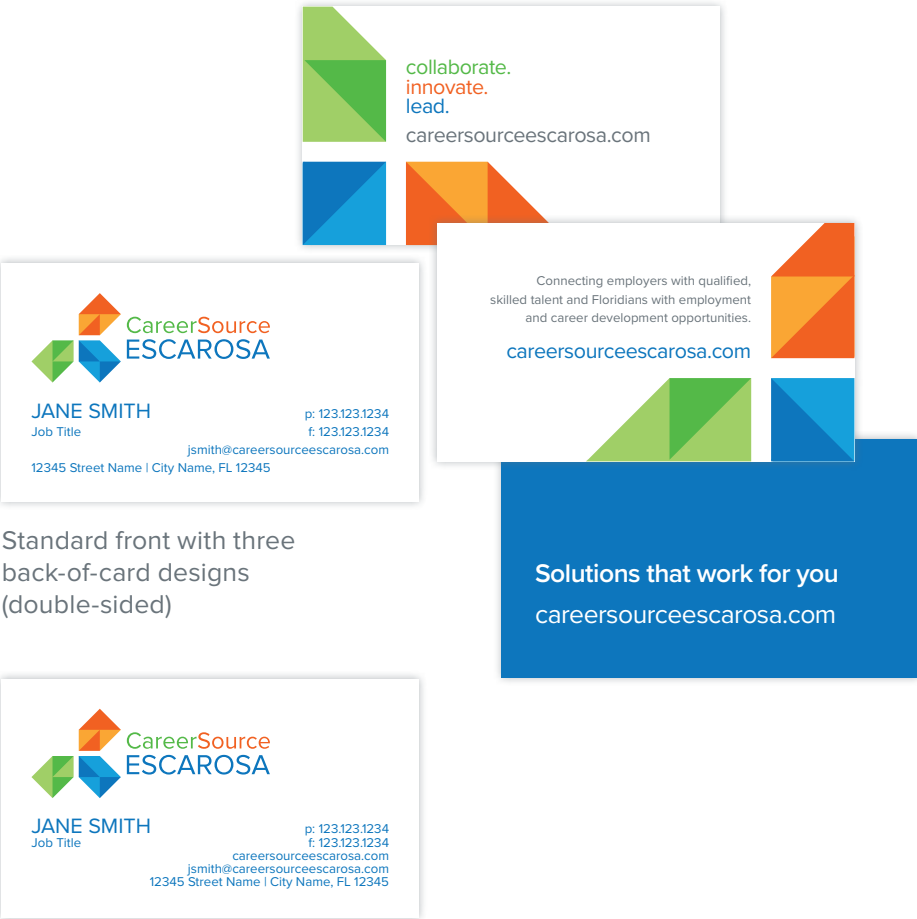 collaborate.
innovate.
lead.
careersourceescarosa.com
Connecting employers with qualified,
skilled talent and Floridians with employment
and career development opportunities.
careersourceescarosa.com
CareerSource
ESCAROSA
JANE SMITH
p: 123.123.1234
Job Title
f: 123.123.1234
jsmith@careersourceescarosa.com
12345 Street Name | City Name, FL 12345
Standard front with three
back-of-card designs
(double-sided)
Solutions that work for you
careersourceescarosa.com
CareerSource
ESCAROSA
JANE SMITH
p: 123.123.1234
Job Title
f: 123.123.1234
careersourceescarosa.com
jsmith@careersourceescarosa.com
12345 Street Name | City Name, FL 12345